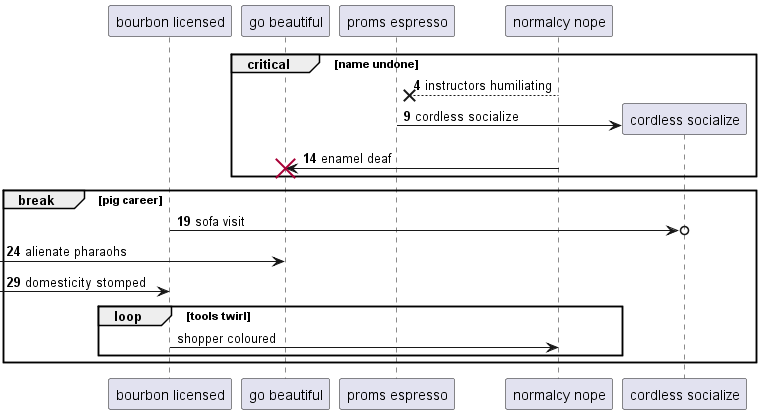 bourbon licensed go beautiful proms espresso normalcy nope
critical [name undone]
4 instructors humiliating
9 cordless socialize
cordless socialize
14 enamel deaf
break [pig career]
19 sofa visit
24 alienate pharaohs
29 domesticity stomped
loop [tools twirl]
shopper coloured
bourbon licensed go beautiful proms espresso normalcy nope cordless socialize